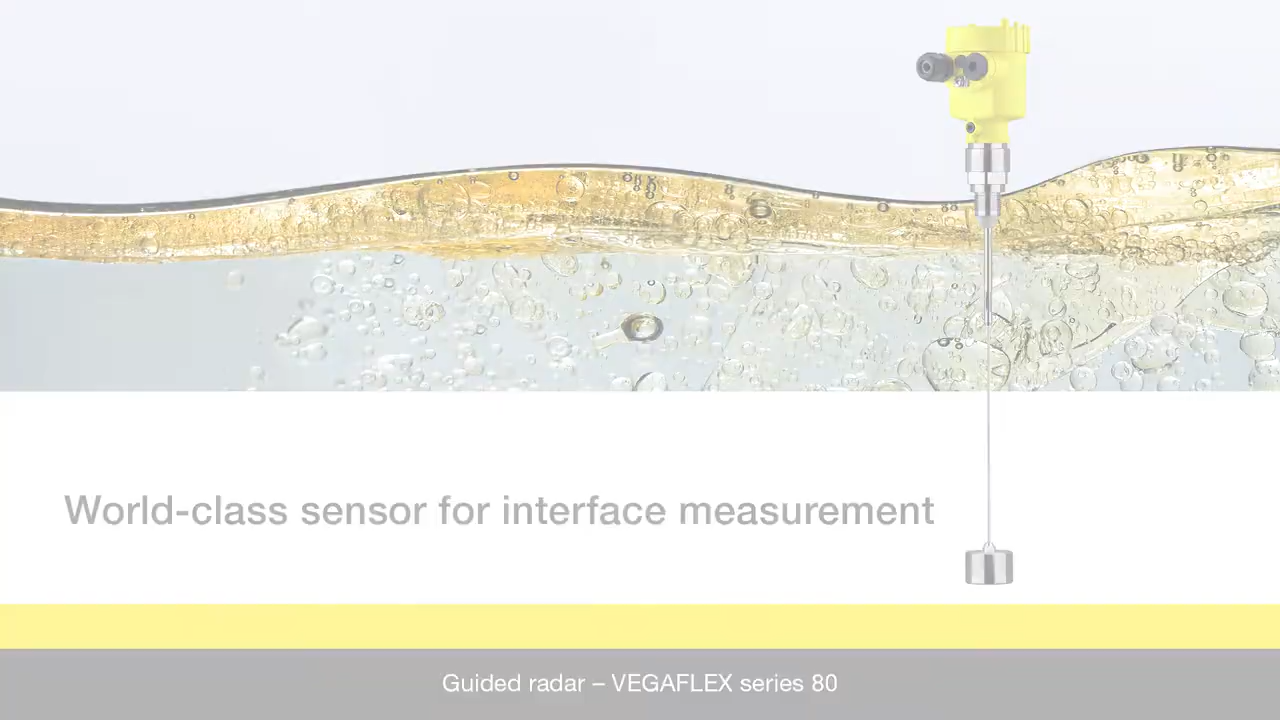 World-class sensor for interface measurement
Guided radar – VEGAFLEX series 80